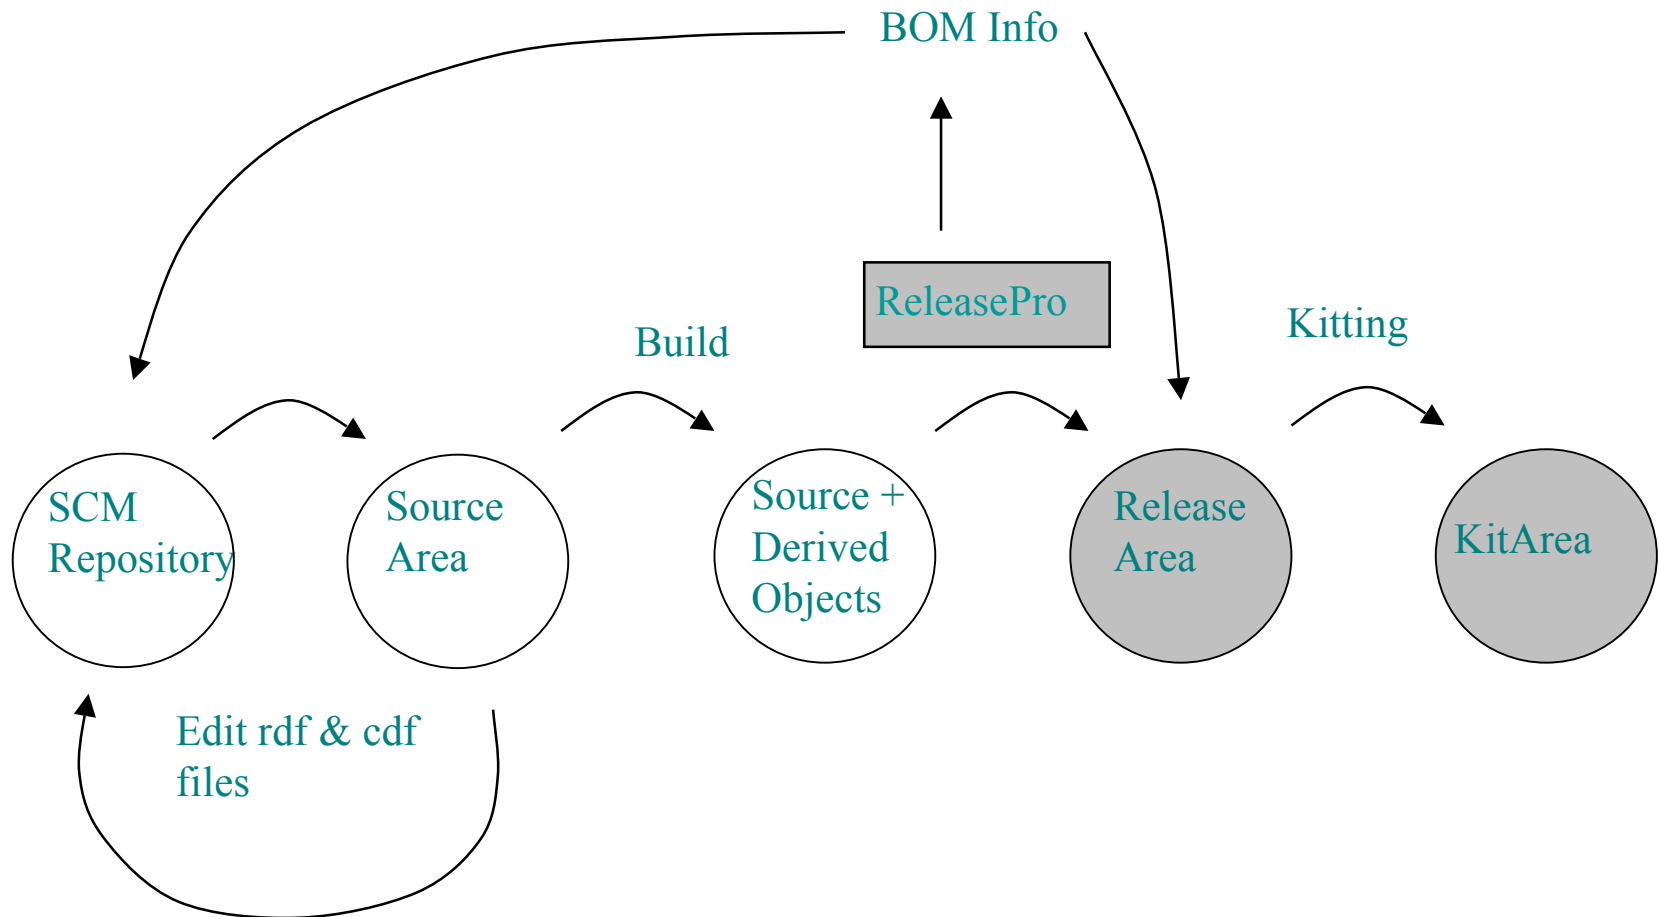 BOM Info
ReleasePro
Kitting
Build
SCM
Repository
Source
Area
Source +
Derived
Objects
Release
Area
KitArea
Edit rdf & cdf
files